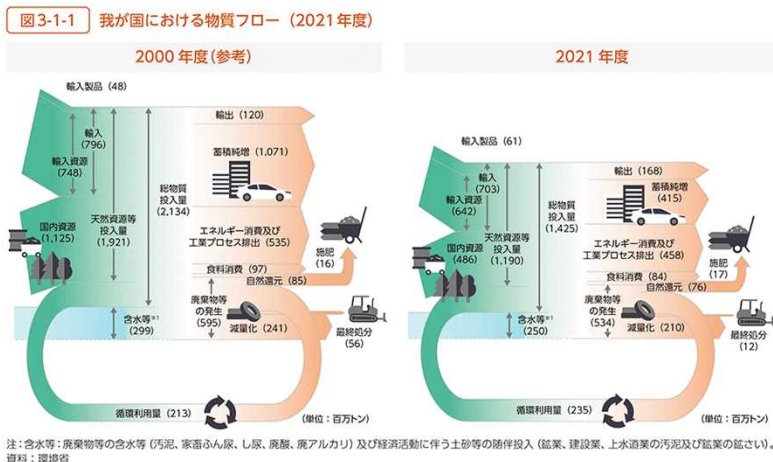 図3-1-1 我が国における物質フロー（2021年度）
2000 年度(参考)
輸入製品（48）
輸入
（796）
輸入資源
（748）
国内資源
（1,125）
天然資源等
投入量
（1,921）
総物質
投入量
（2,134）
輸出（120）
蓄積純増（1,071）
エネルギー消費及び
工業プロセス排出（535）
施肥
（16）
食料消費（97）
自然還元（85）
廃棄物等
の発生
（595）
減量化（241）
含水等※1
（299）
最終処分
（56）
循環利用量（213）
（単位：百万トン）
2021 年度
輸入製品（61）
輸入
（703）
輸入資源
（642）
国内資源
（486）
天然資源等
投入量
（1,190）
総物質
投入量
（1,425）
輸出（168）
蓄積純増
（415）
エネルギー消費及び
工業プロセス排出（458）
施肥
（17）
食料消費（84）
自然還元（76）
廃棄物等
の発生
（534）
減量化（210）
含水等※1
（250）
最終処分
（12）
循環利用量（235）
（単位：百万トン）
注：含水等：廃棄物等の含水等（汚泥、家畜ふん尿、し尿、廃酸、廃アルカリ）及び経済活動に伴う土砂等の随伴投入（鉱業、建設業、上水道業の汚泥及び鉱業の鉱さい）。
資料：環境省